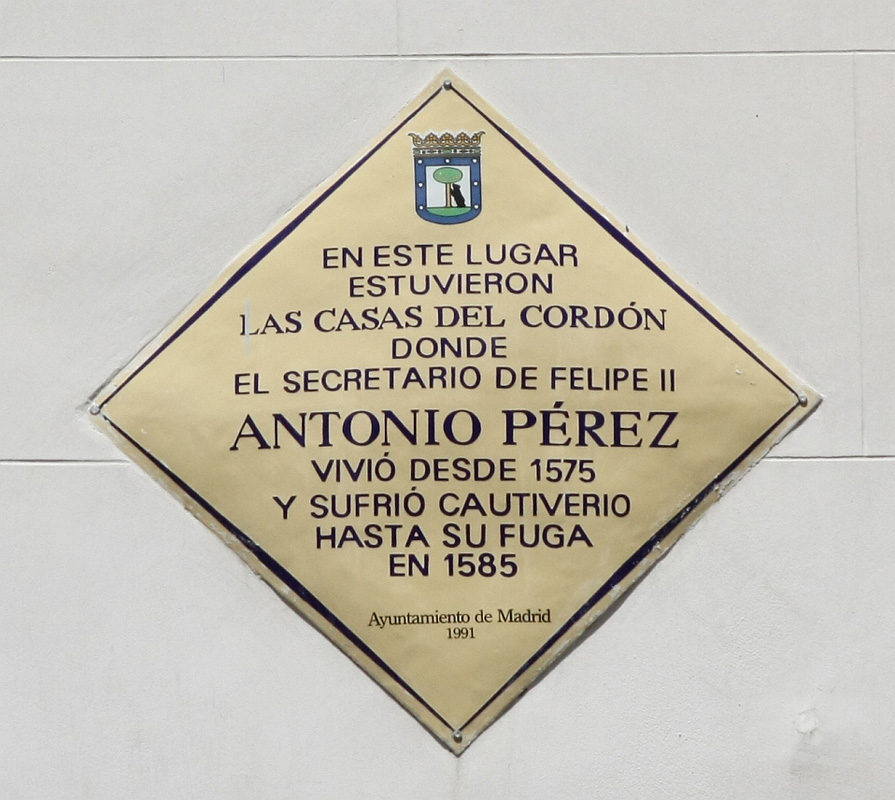 EN ESTE LUGAR
ESTUVIERON
LAS CASAS DEL CORDÓN
DONDE
EL SECRETARIO DE FELIPE II
ANTONIO PÉREZ
VIVIÓ DESDE 1575
Y SUFRIÓ CAUTIVERIO
HASTA SU FUGA
EN 1585
Ayuntamiento de Madrid
1991